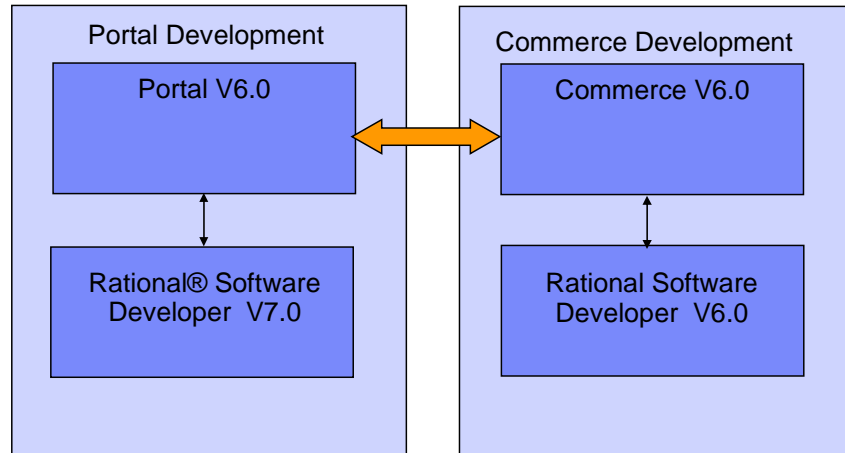 Portal Development
Portal V6.0
Rational® Software
Developer V7.0
Commerce Development
Commerce V6.0
Rational Software
Developer V6.0